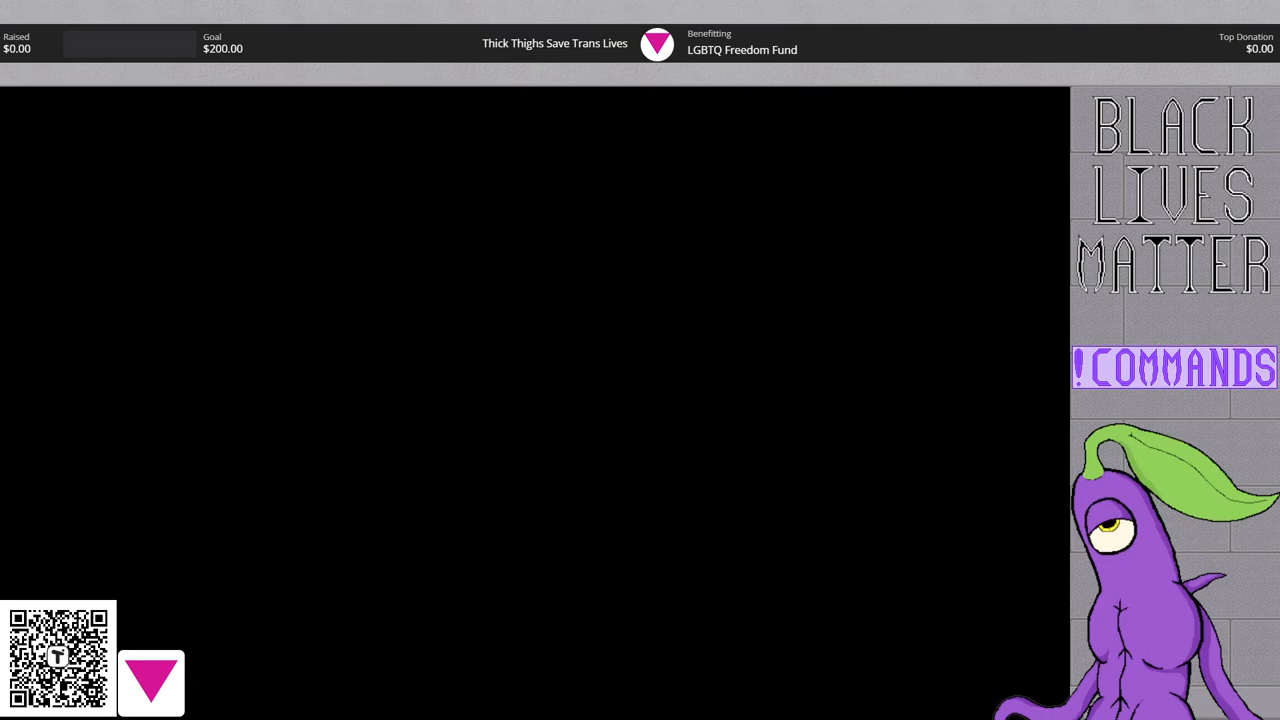 Raised
$0.00
Goal
$200.00
Thick Thighs Save Trans Lives
Benefitting
LGBTQ Freedom Fund
Top Donation
$0.00
BLACK
LIVES
MATTER
!COMMANDS
T